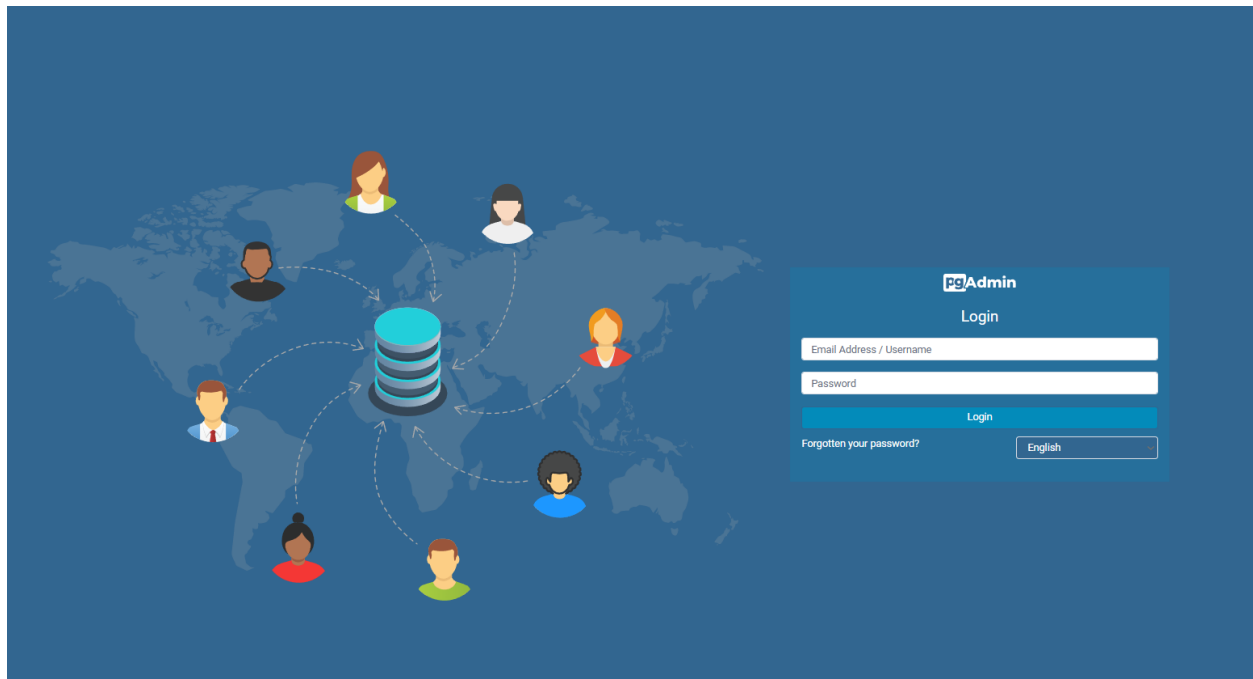 pgAdmin
Login
Email Address / Username
Password
Login
Forgotten your password?
English